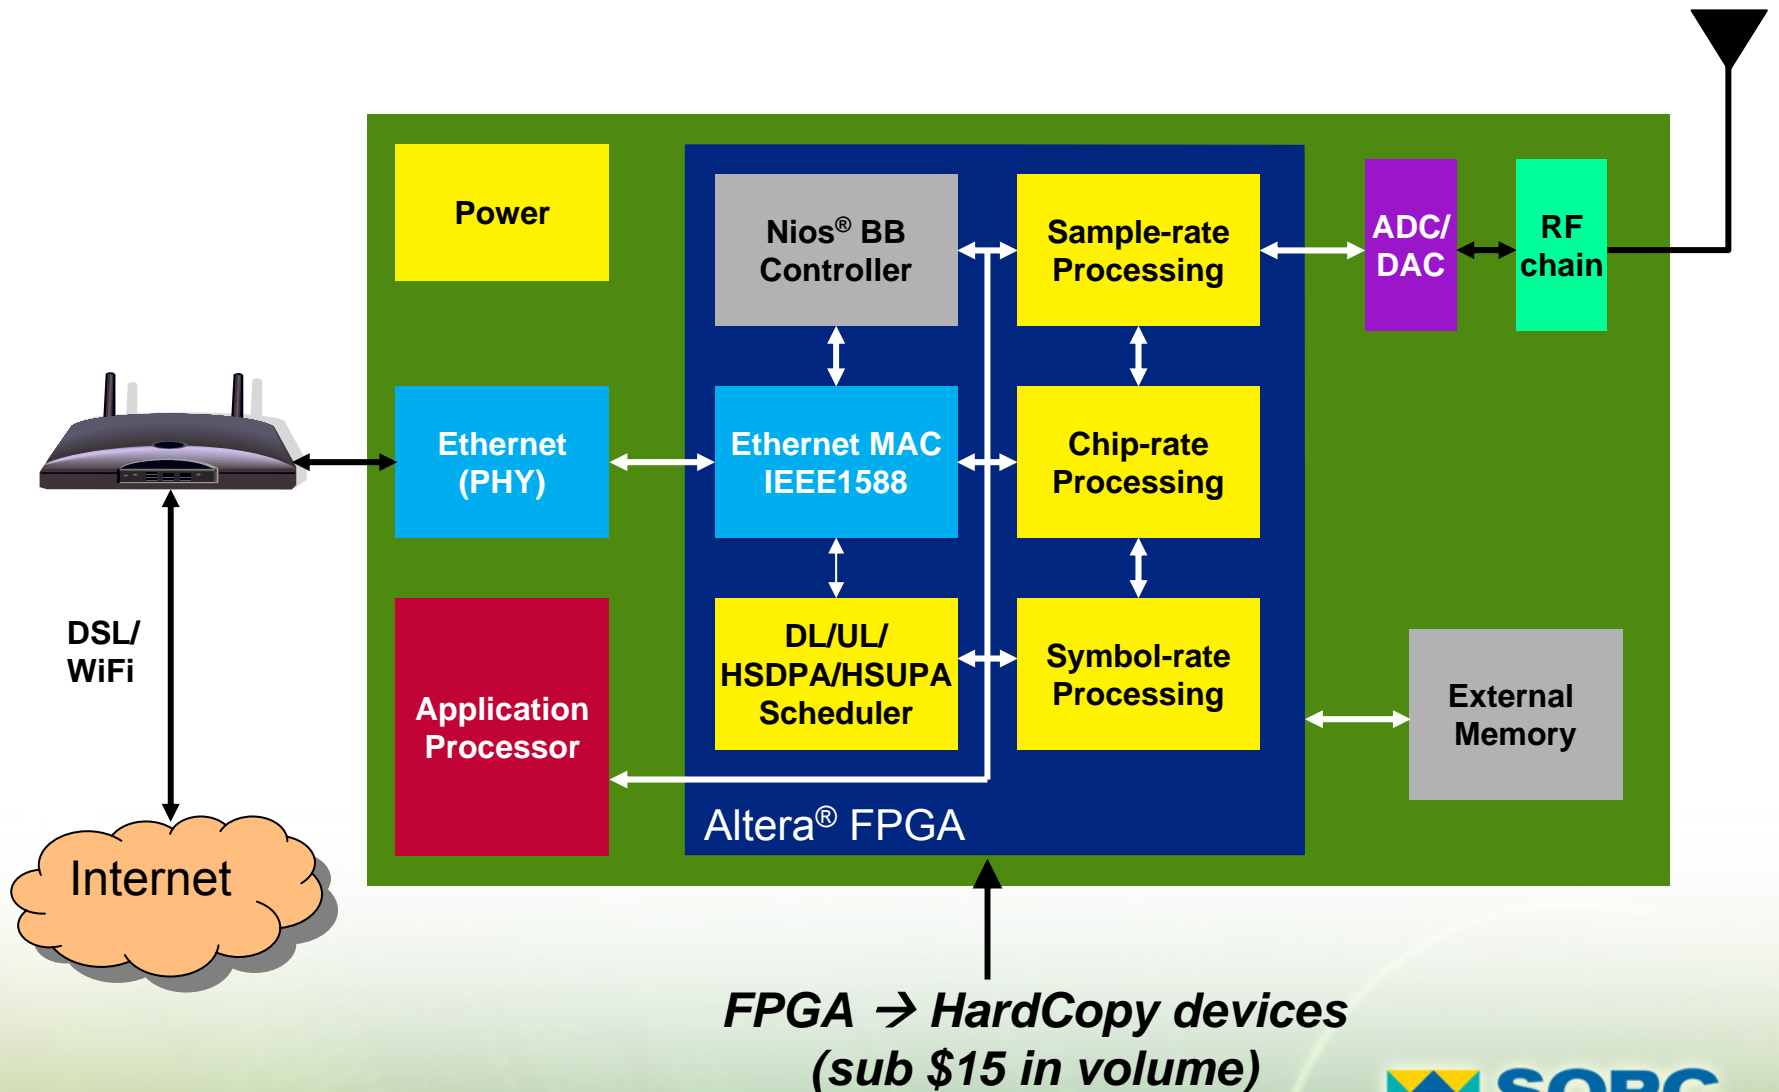 Power
Nios® BB
Controller
Sample-rate
Processing
ADC/
DAC
RF
chain
Ethernet
(PHY)
Ethernet MAC
IEEE1588
Chip-rate
Processing
DSL/
WiFi
Application
Processor
DL/UL/
HSDPA/HSUPA
Scheduler
Symbol-rate
Processing
External
Memory
Altera® FPGA
Internet
FPGA → HardCopy devices
(sub $15 in volume)
SOPC